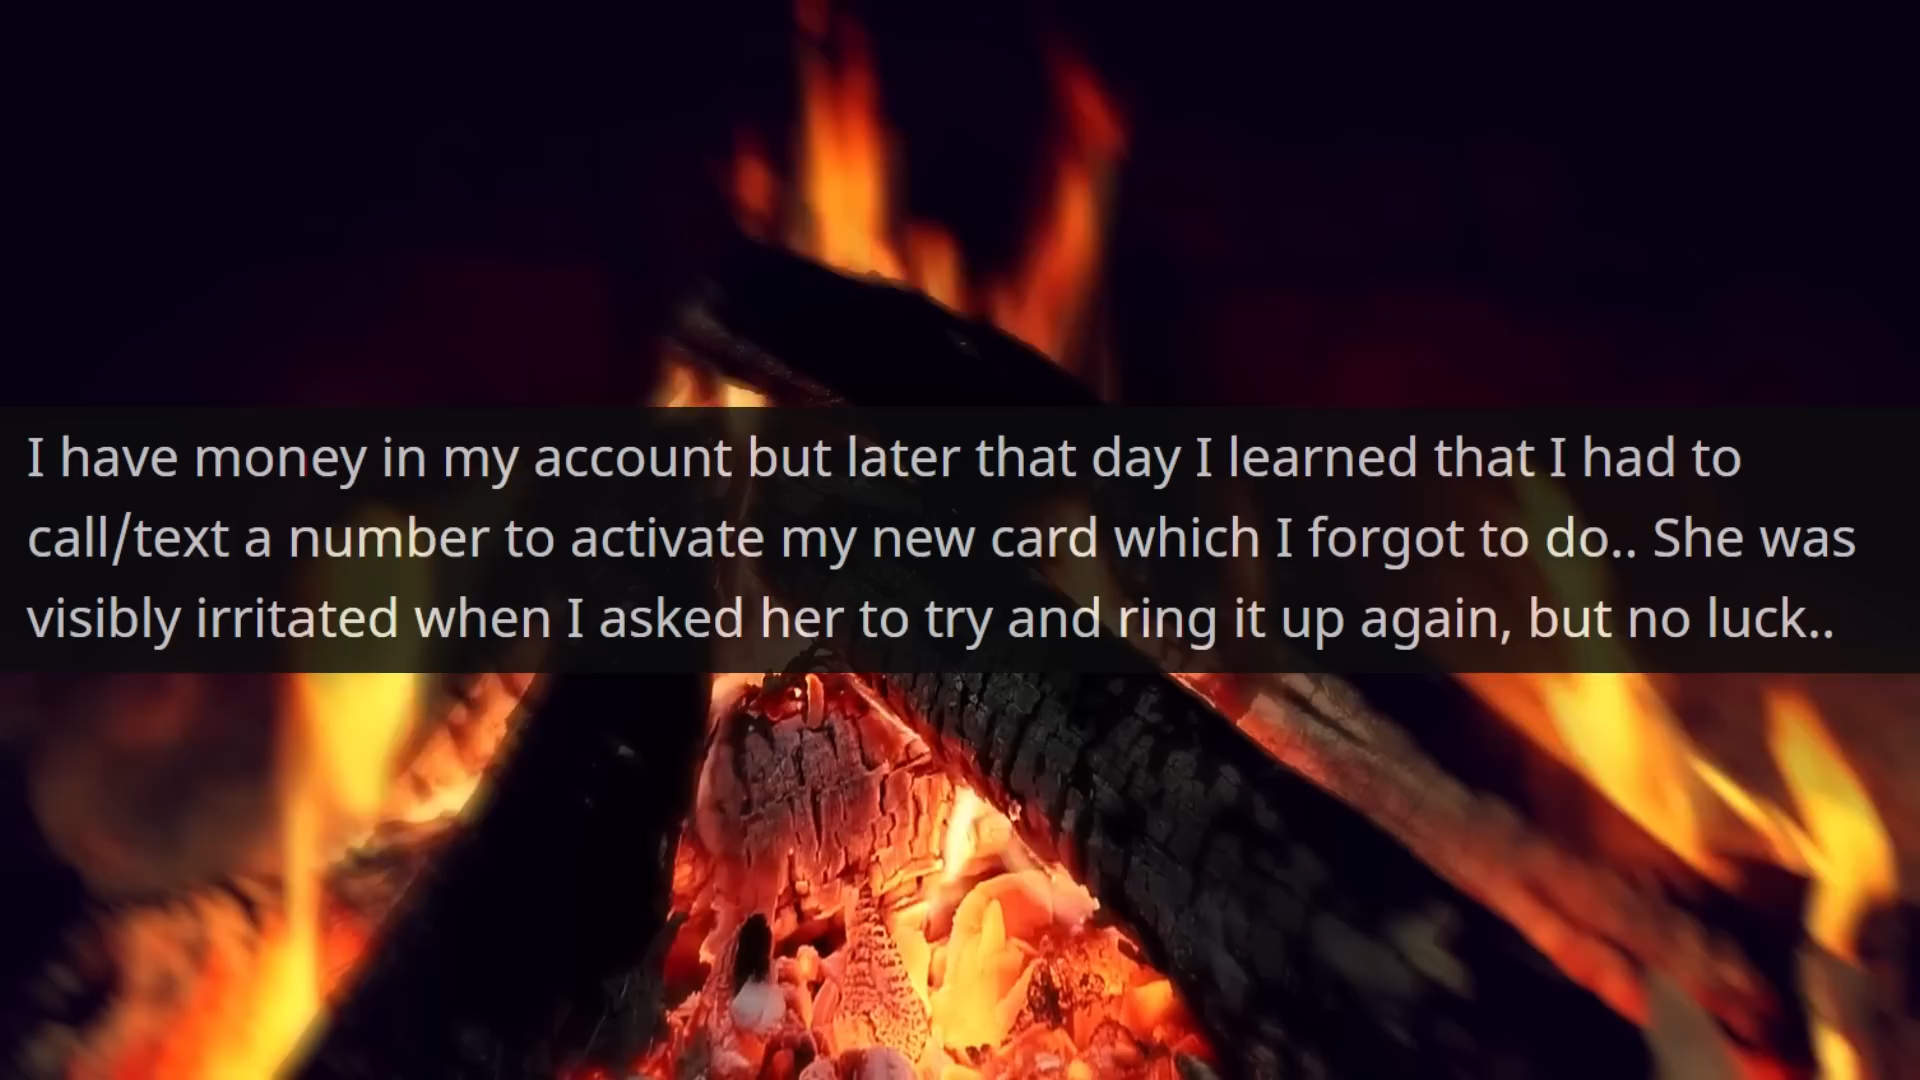 I have money in my account but later that day I learned that I had to
call/text a number to activate my new card which I forgot to do.. She was
visibly irritated when I asked her to try and ring it up again, but no luck..